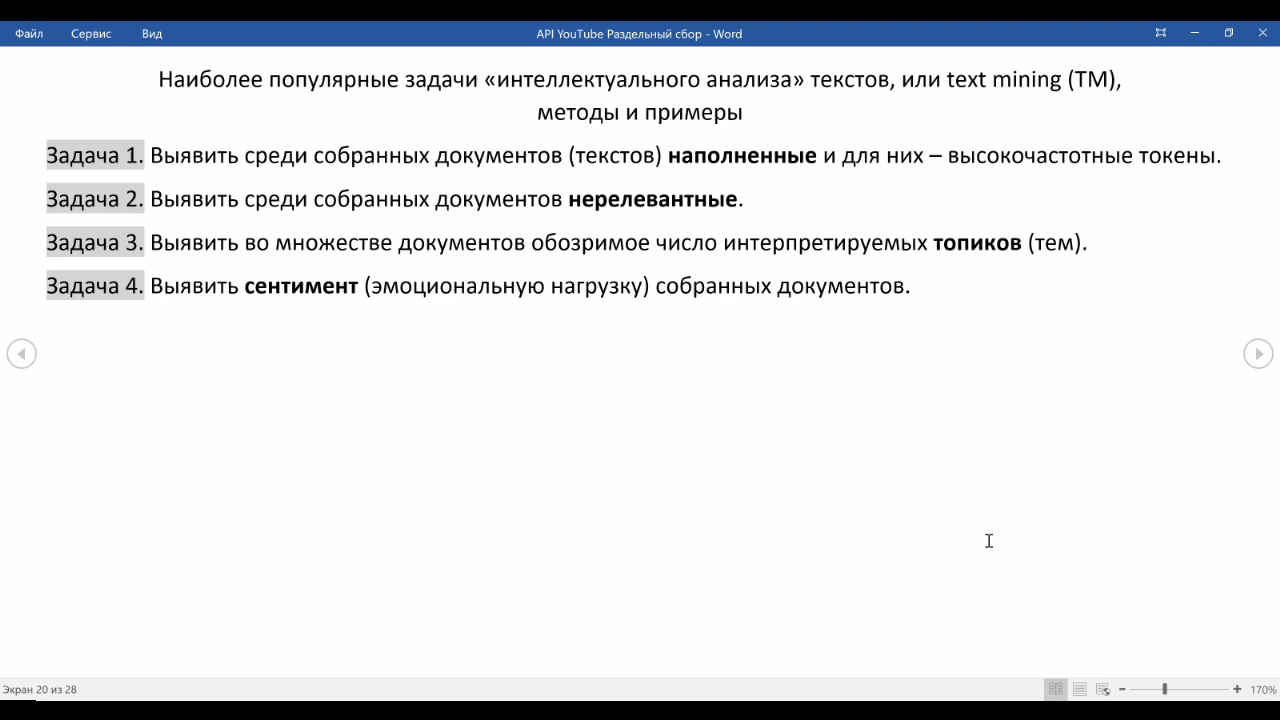 Файл Сервис Вид API YouTube Раздельный сбор - Word
Наиболее популярные задачи «интеллектуального анализа» текстов, или text mining (TM),
методы и примеры
Задача 1. Выявить среди собранных документов (текстов) наполненные и для них – высокочастотные токены.
Задача 2. Выявить среди собранных документов нерелевантные.
Задача 3. Выявить во множестве документов обозримое число интерпретируемых топиков (тем).
Задача 4. Выявить сентимент (эмоциональную нагрузку) собранных документов.
Экран 20 из 28 170%